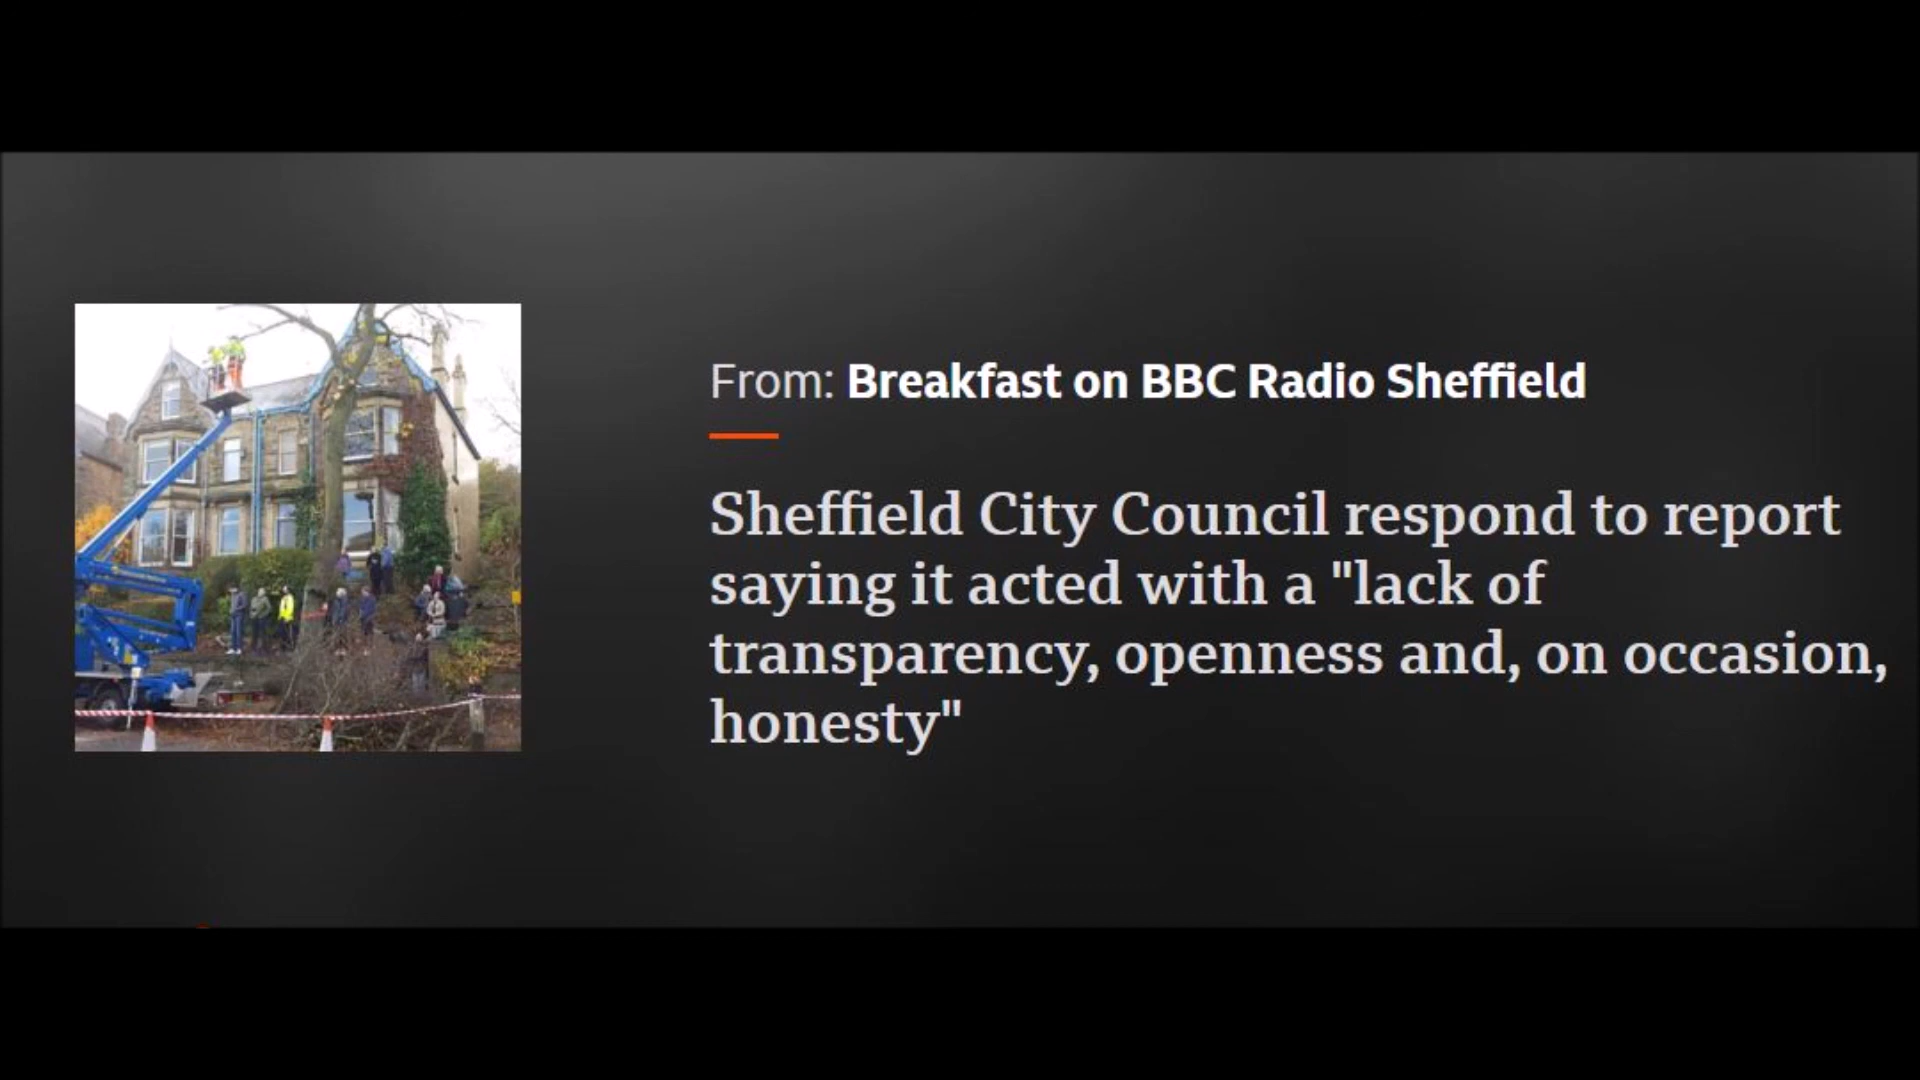 From: Breakfast on BBC Radio Sheffield
Sheffield City Council respond to report
saying it acted with a "lack of
transparency, openness and, on occasion,
honesty"